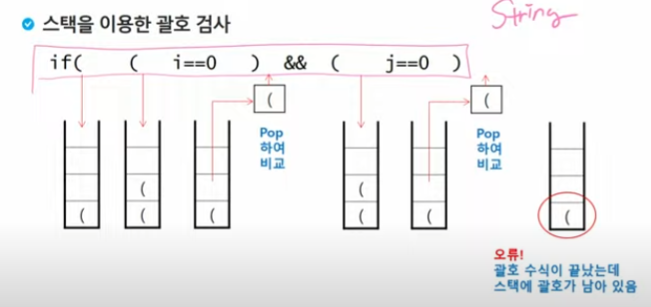 스택을 이용한 괄호 검사
String
if( ( i==0 ) && ( j==0 )
( (
Pop
하여
비교
Pop
하여
비교
( (
( ( ( ( ( (
오류!
괄호 수식이 끝났는데
스택에 괄호가 남아 있음